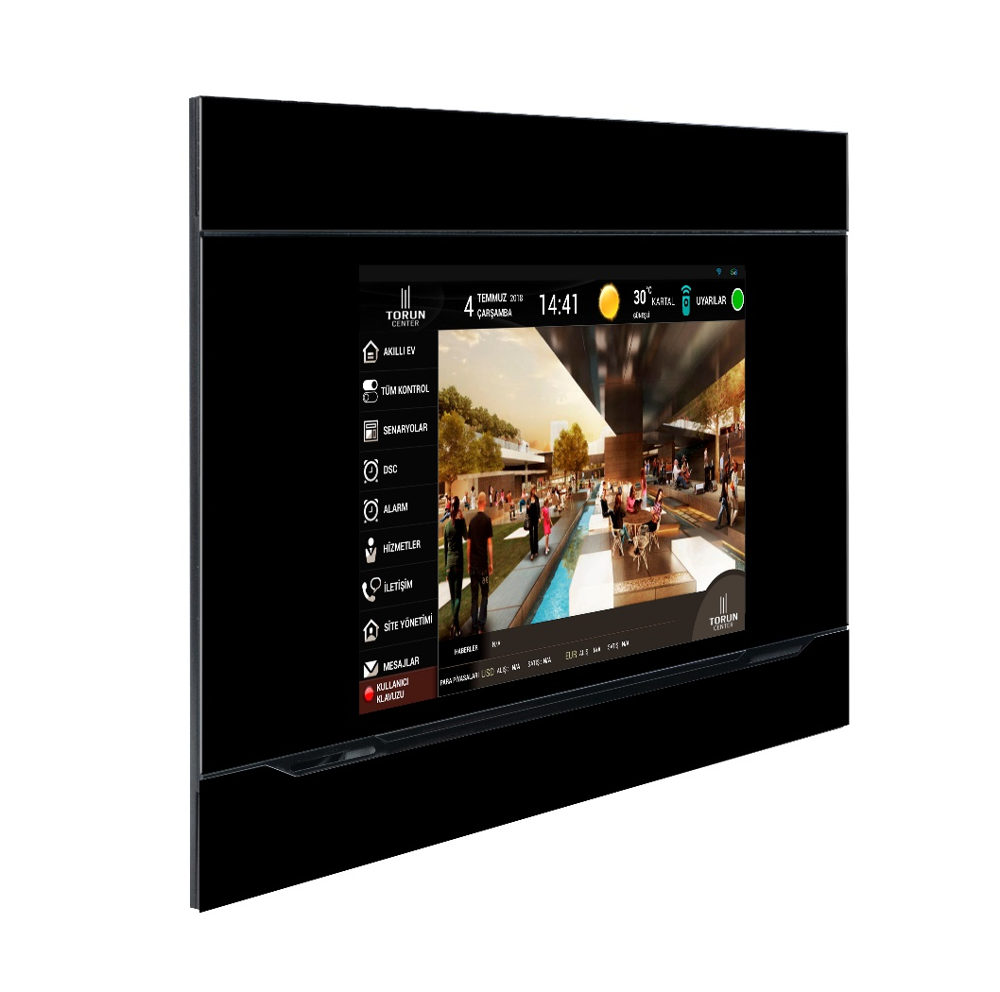 TORUN
CENTER
4 TEMMUZ 2018
ÇARŞAMBA
14:41
30°C KARTAL
GÜNEŞLİ
UYARILAR
AKILLI EV
TÜM KONTROL
SENARYOLAR
DSC
ALARM
HİZMETLER
İLETİŞİM
SİTE YÖNETİMİ
MESAJLAR
KULLANICI
KLAVUZU
HABERLER N/A
PARA PİYASALARI USD ALIŞ: N/A SATIŞ: N/A EUR ALIŞ N/A SATIŞ N/A
TORUN
CENTER